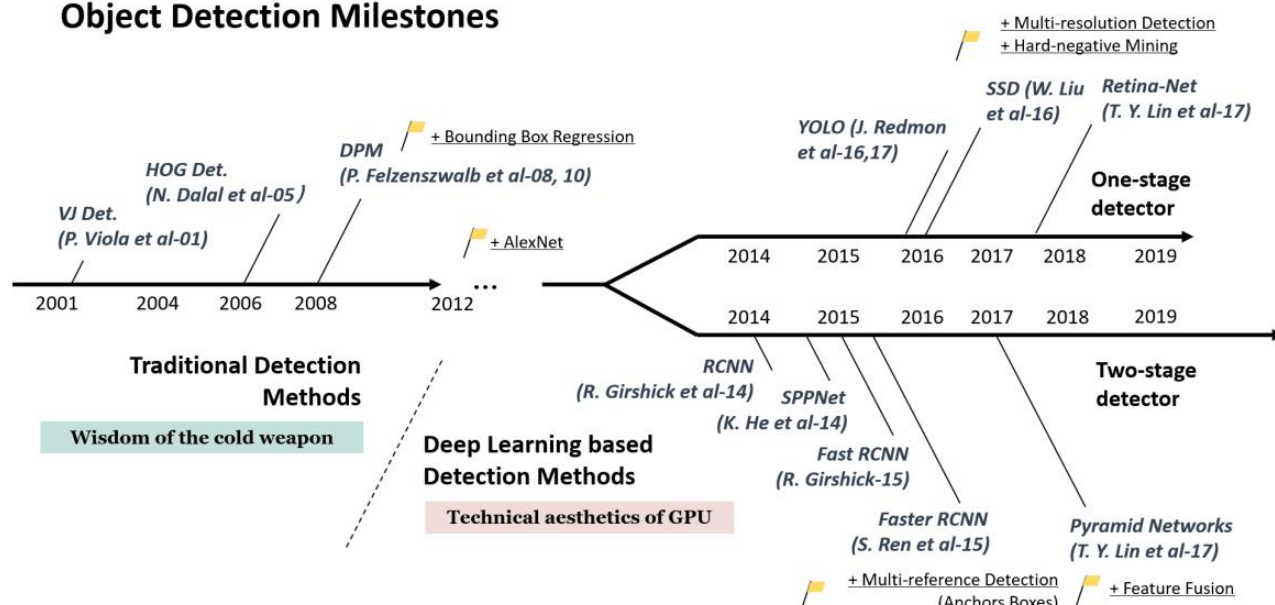 Object Detection Milestones
+ Multi-resolution Detection
+ Hard-negative Mining
SSD (W. Liu
et al-16)
Retina-Net
(T. Y. Lin et al-17)
YOLO (J. Redmon
et al-16,17)
+ Bounding Box Regression
DPM
(P. Felzenszwalb et al-08, 10)
HOG Det.
(N. Dalal et al-05)
VJ Det.
(P. Viola et al-01)
+ AlexNet
One-stage
detector
2014 2015 2016 2017 2018 2019
2001 2004 2006 2008 2012 ...
2014 2015 2016 2017 2018 2019
Traditional Detection
Methods
Wisdom of the cold weapon
Deep Learning based
Detection Methods
Technical aesthetics of GPU
RCNN
(R. Girshick et al-14)
SPPNet
(K. He et al-14)
Fast RCNN
(R. Girshick-15)
Faster RCNN
(S. Ren et al-15)
Two-stage
detector
Pyramid Networks
(T. Y. Lin et al-17)
+ Multi-reference Detection
(Anchors Boxes)
+ Feature Fusion